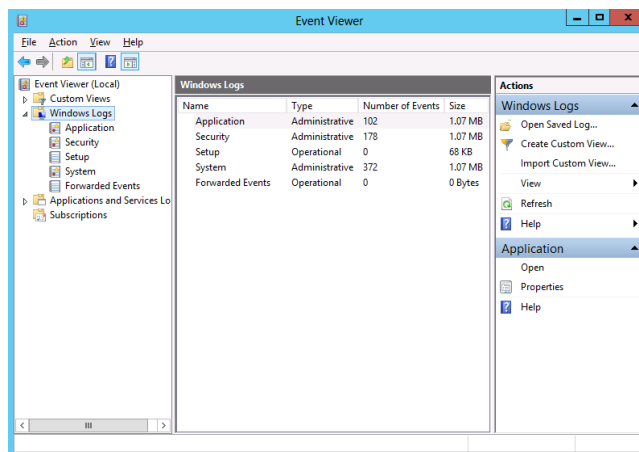 Event Viewer
File Action View Help
Event Viewer (Local)
Custom Views
Windows Logs
Application
Security
Setup
System
Forwarded Events
Applications and Services Lo
Subscriptions
Windows Logs
Name Type Number of Events Size
Application Administrative 102 1.07 MB
Security Administrative 178 1.07 MB
Setup Operational 0 68 KB
System Administrative 372 1.07 MB
Forwarded Events Operational 0 0 Bytes
Actions
Windows Logs
Open Saved Log...
Create Custom View...
Import Custom View...
View
Refresh
Help
Application
Open
Properties
Help